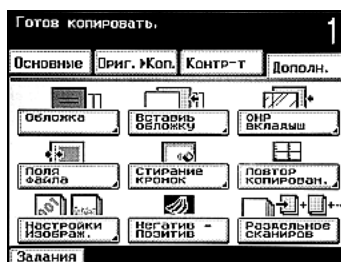 Готов копировать.
1
Основные Ориг.▶Коп. Контр-т Дополн.
Обложка
Вставиь
обложку
OHP
вкладыш
Поля
файла
Стирание
кромок
Повтор
копирован.
Настройки
изображ.
Негатив -
позитив
Раздельное
сканиров
Задания